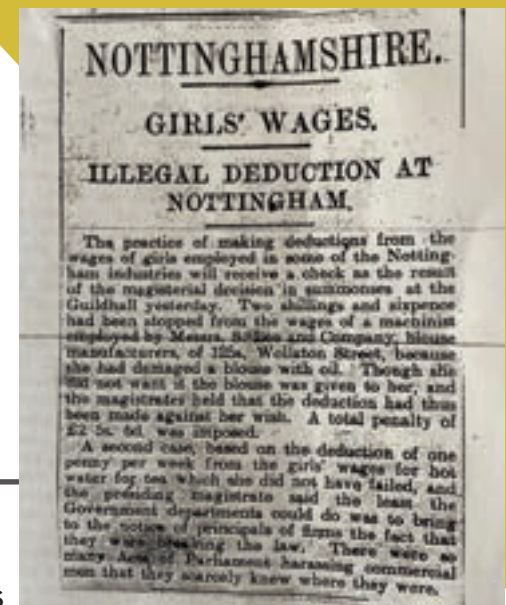 NOTTINGHAMSHIRE.
GIRLS' WAGES.
ILLEGAL DEDUCTION AT
NOTTINGHAM.
The practice of making deductions from the
wages of girls employed in some of the Notting-
ham industries will receive a check as the result
of the magisterial decision in summonses at the
Guildhall yesterday. Two shillings and sixpence
had been stopped from the wages of a machinist
employed by Messrs. and Company, blouse
manufacturers, of Wollaton Street, because
she had damaged a blouse with oil. Though she
did not want it the blouse was given to her, and
the magistrates held that the deduction had thus
been made against her wish. A total penalty of
£2 5s. 6d. was imposed.
A second case, based on the deduction of one
penny per week from the girls' wages for hot
water for tea which she did not have failed, and
the presiding magistrate said the least the
Government departments could do was to bring
to the notice of principals of firms the fact that
they were breaking the law. There were so
many Acts of Parliament harassing commercial
men that they scarcely knew where they were.
s